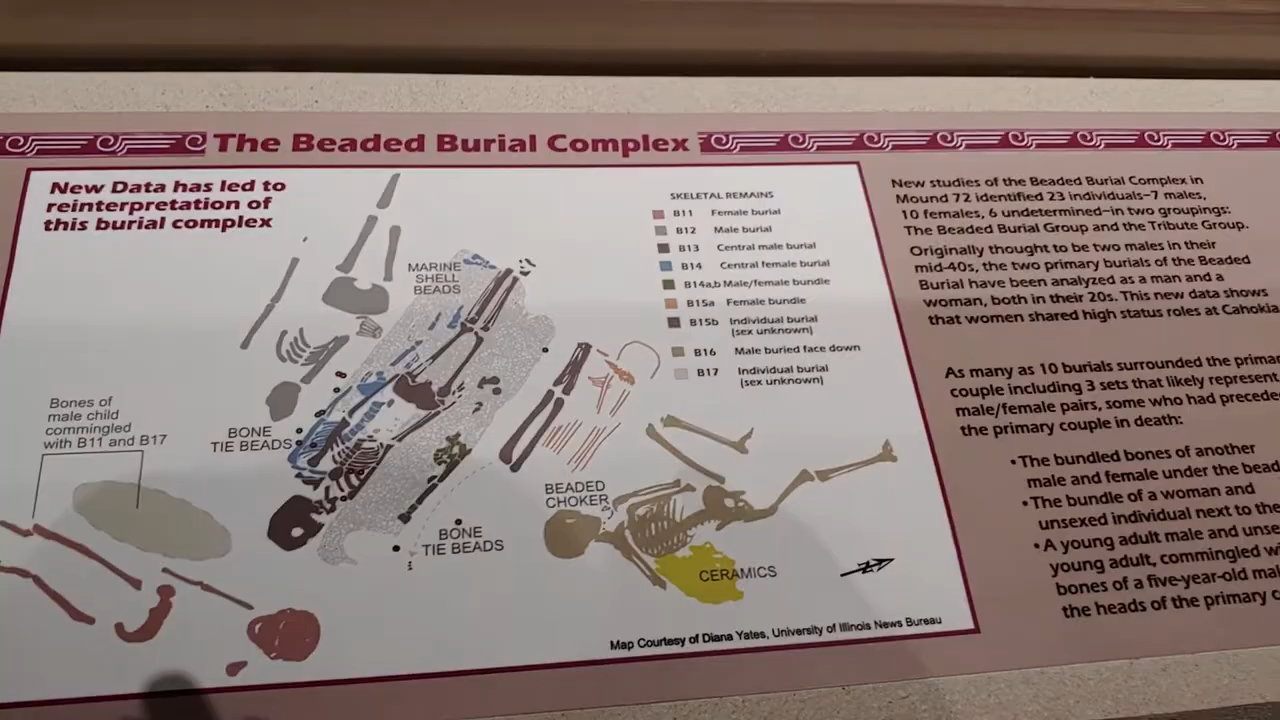 The Beaded Burial Complex
New Data has led to
reinterpretation of
this burial complex
MARINE
SHELL
BEADS
BONE
TIE BEADS
Bones of
male child
commingled
with B11 and B17
BEADED
CHOKER
BONE
TIE BEADS
CERAMICS
SKELETAL REMAINS
B11 Female burial
B12 Male burial
B13 Central male burial
B14 Central female burial
B14a,b Male/female bundle
B15a Female bundle
B15b Individual burial
(sex unknown)
B16 Male buried face down
B17 Individual burial
(sex unknown)
Map Courtesy of Diana Yates, University of Illinois News Bureau
New studies of the Beaded Burial Complex in
Mound 72 identified 23 individuals–7 males,
10 females, 6 undetermined–in two groupings:
The Beaded Burial Group and the Tribute Group.
Originally thought to be two males in their
mid-40s, the two primary burials of the Beaded
Burial have been analyzed as a man and a
woman, both in their 20s. This new data shows
that women shared high status roles at Cahokia
As many as 10 burials surrounded the
couple including 3 sets that likely represent
male/female pairs, some who had
the primary couple in death:
•The bundled bones of another
male and female under the
•The bundle of a woman and
unsexed individual next to the
•A young adult male and
young adult, commingled
bones of a five-year-old
the heads of the primary